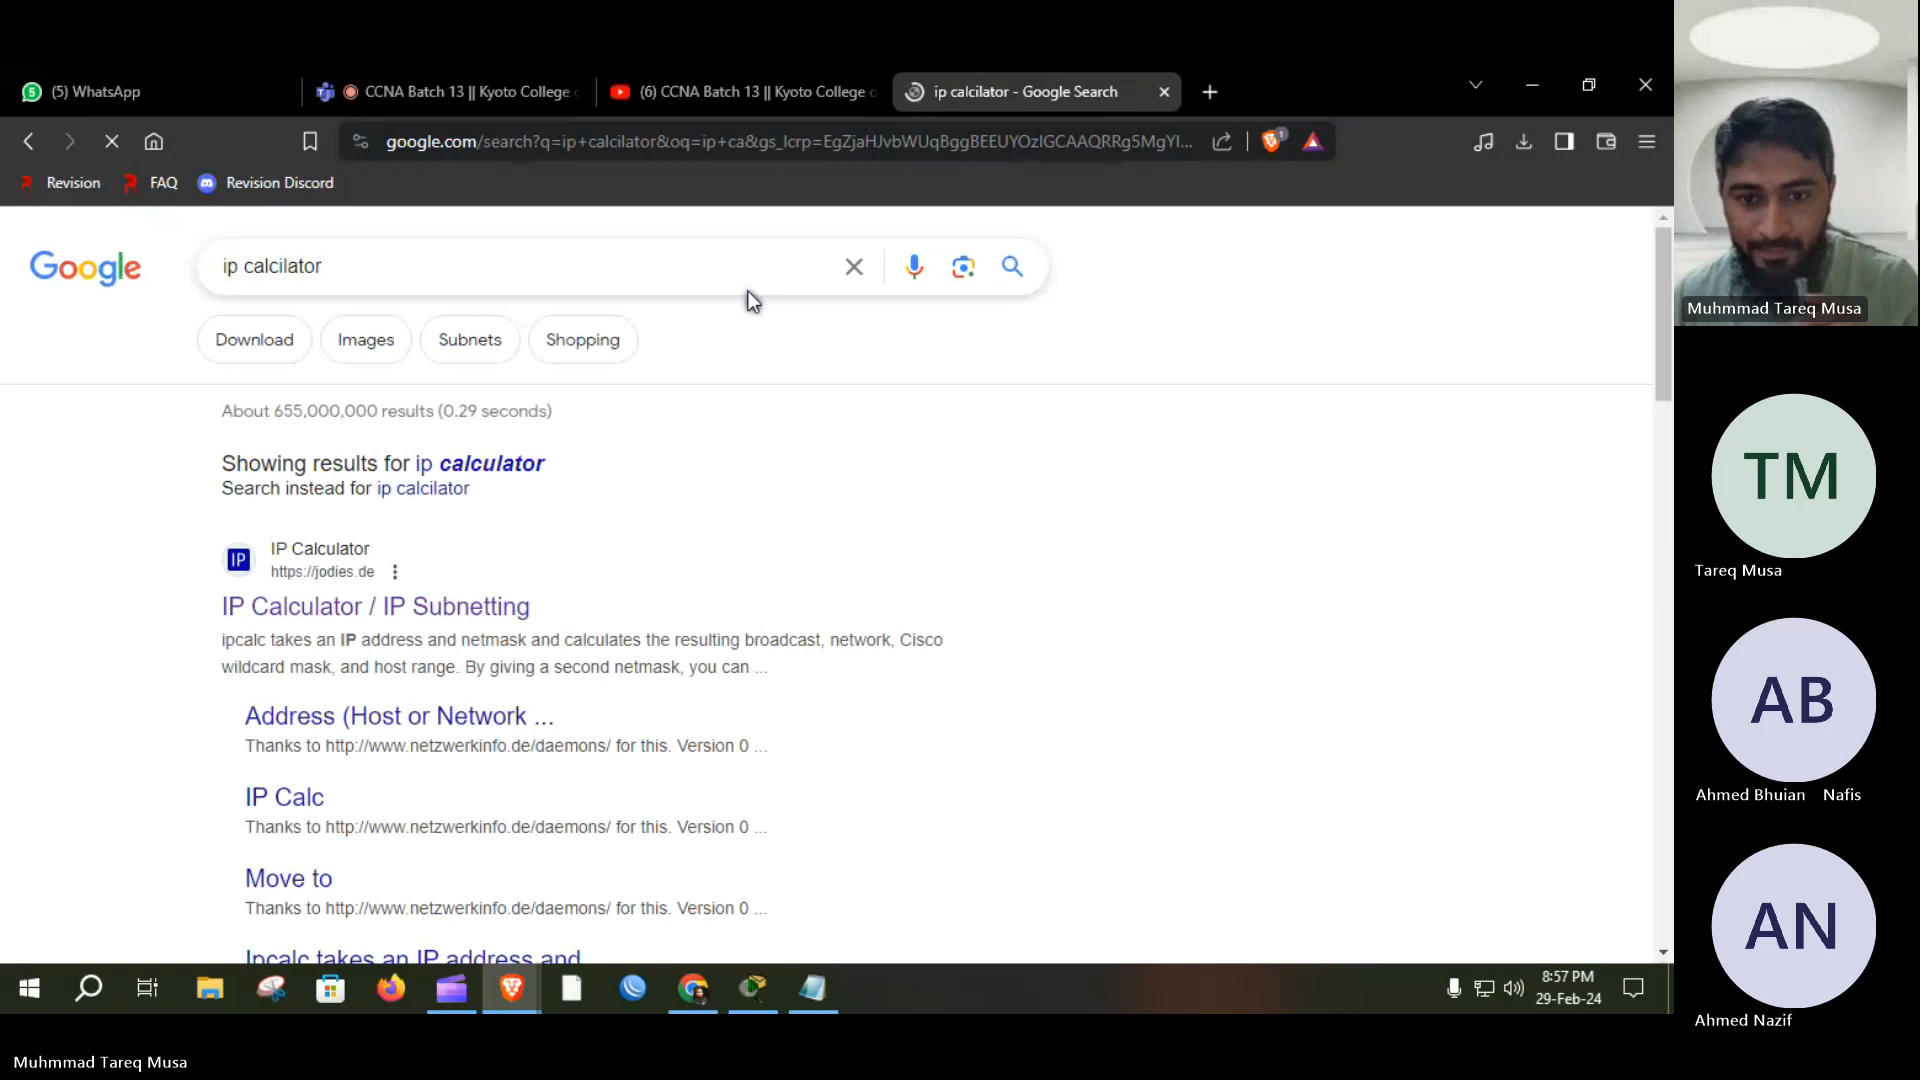 (5) WhatsApp
CCNA Batch 13 || Kyoto College
(6) CCNA Batch 13 || Kyoto College o
ip calcilator - Google Search
google.com/search?q=ip+calcilator&oq=ip+ca&gs_lcrp=EgZjaHJvbWUqBggBEEUYOzIGCAAQRRg5MgYI...
Revision
FAQ
Revision Discord
Google
ip calcilator
Download
Images
Subnets
Shopping
About 655,000,000 results (0.29 seconds)
Showing results for ip calculator
Search instead for ip calcilator
IP
IP Calculator
https://jodies.de
IP Calculator / IP Subnetting
ipcalc takes an IP address and netmask and calculates the resulting broadcast, network, Cisco
wildcard mask, and host range. By giving a second netmask, you can ...
Address (Host or Network ...
Thanks to http://www.netzwerkinfo.de/daemons/ for this. Version 0 ...
IP Calc
Thanks to http://www.netzwerkinfo.de/daemons/ for this. Version 0 ...
Move to
Thanks to http://www.netzwerkinfo.de/daemons/ for this. Version 0 ...
Ipcalc takes an IP address and
8:57 PM
29-Feb-24
Muhmmad Tareq Musa
TM
Tareq Musa
AB
Ahmed Bhuian Nafis
AN
Ahmed Nazif
Muhmmad Tareq Musa